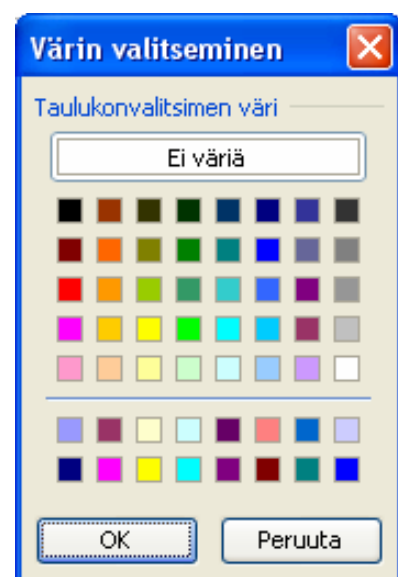 Värin valitseminen
Taulukonvalitsimen väri
Ei väriä
OK
Peruuta